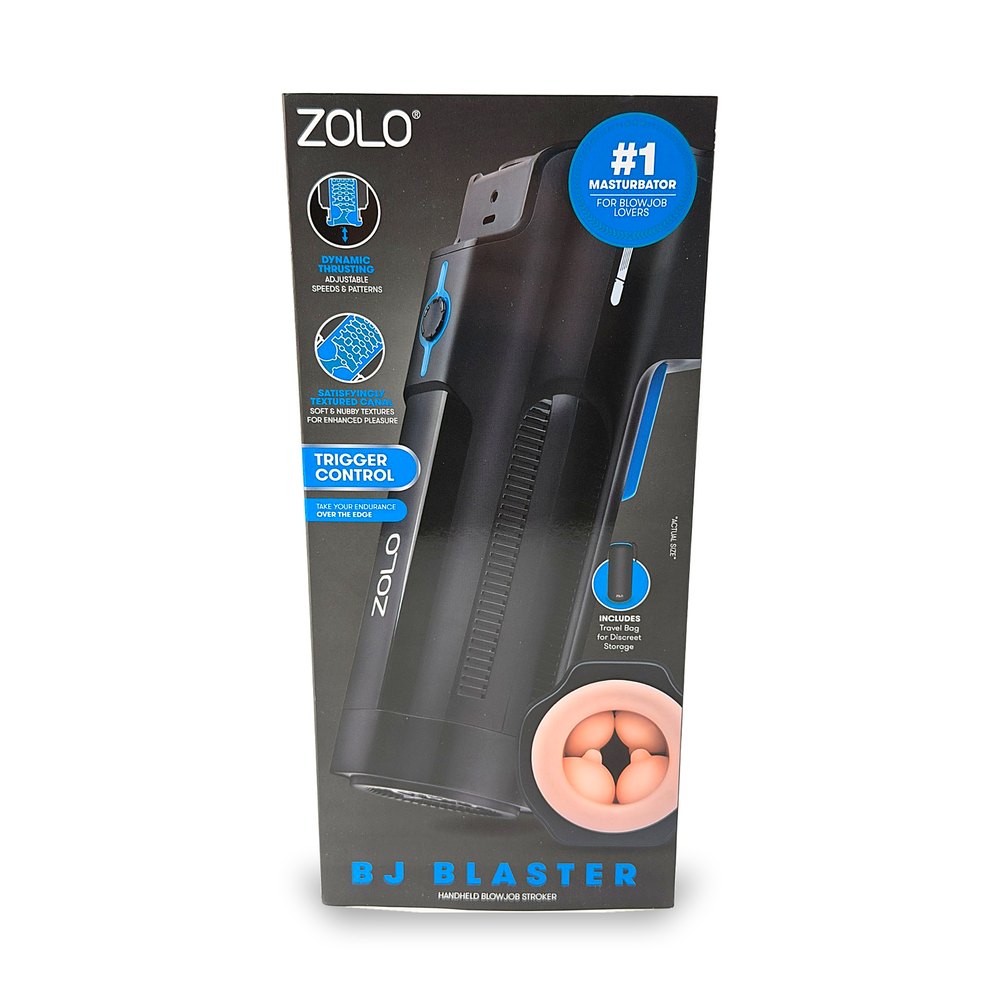 ZOLO®
#1
MASTURBATOR
FOR BLOWJOB
LOVERS
DYNAMIC
THRUSTING
ADJUSTABLE
SPEEDS & PATTERNS
SATISFYINGLY
TEXTURED CANAL
SOFT & NUBBY TEXTURES
FOR ENHANCED PLEASURE
TRIGGER
CONTROL
TAKE YOUR ENDURANCE
OVER THE EDGE
ZOLO
"ACTUAL SIZE"
ZOLO
INCLUDES
Travel Bag
for Discreet
Storage
BJ BLASTER
HANDHELD BLOWJOB STROKER